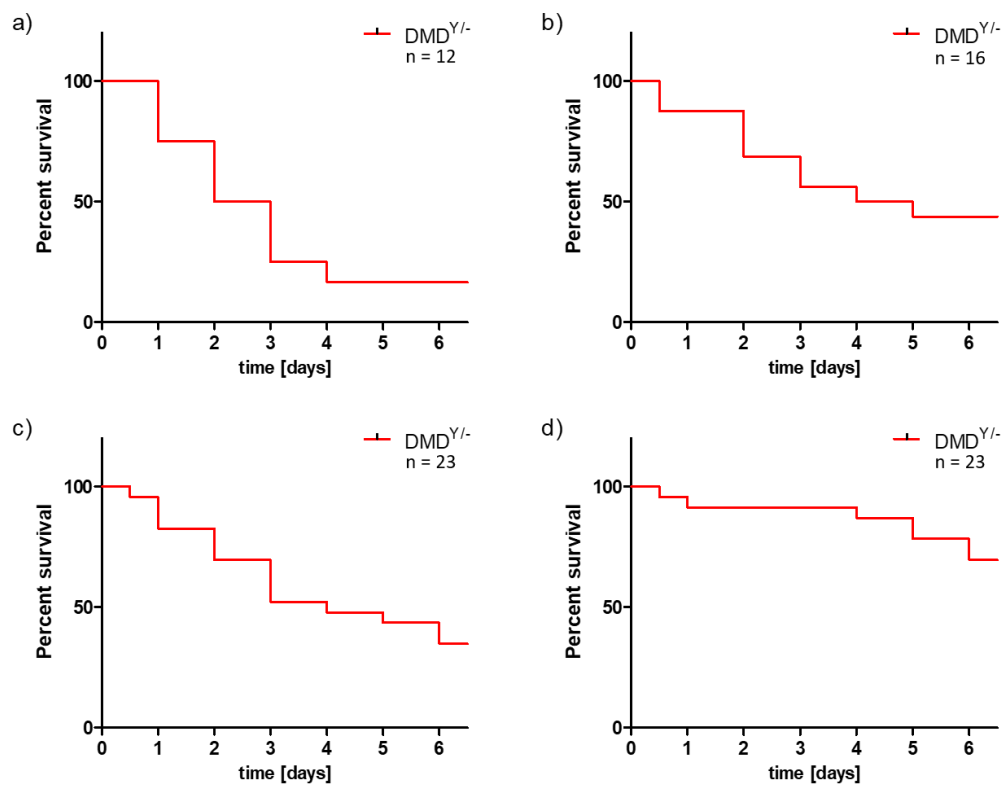 a)
DMD^Y/-
n = 12
100
50
0
Percent survival
0 1 2 3 4 5 6
time [days]
b)
DMD^Y/-
n = 16
100
50
0
Percent survival
0 1 2 3 4 5 6
time [days]
c)
DMD^Y/-
n = 23
100
50
0
Percent survival
0 1 2 3 4 5 6
time [days]
d)
DMD^Y/-
n = 23
100
50
0
Percent survival
0 1 2 3 4 5 6
time [days]